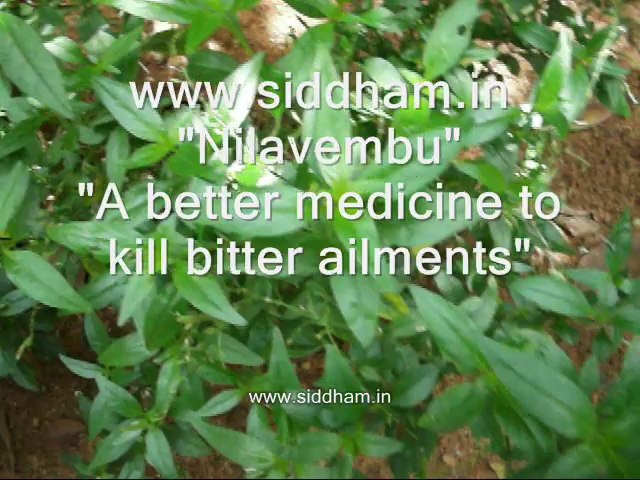 www.siddham.in
"Nilavembu"
"A better medicine to
kill bitter ailments"
www.siddham.in